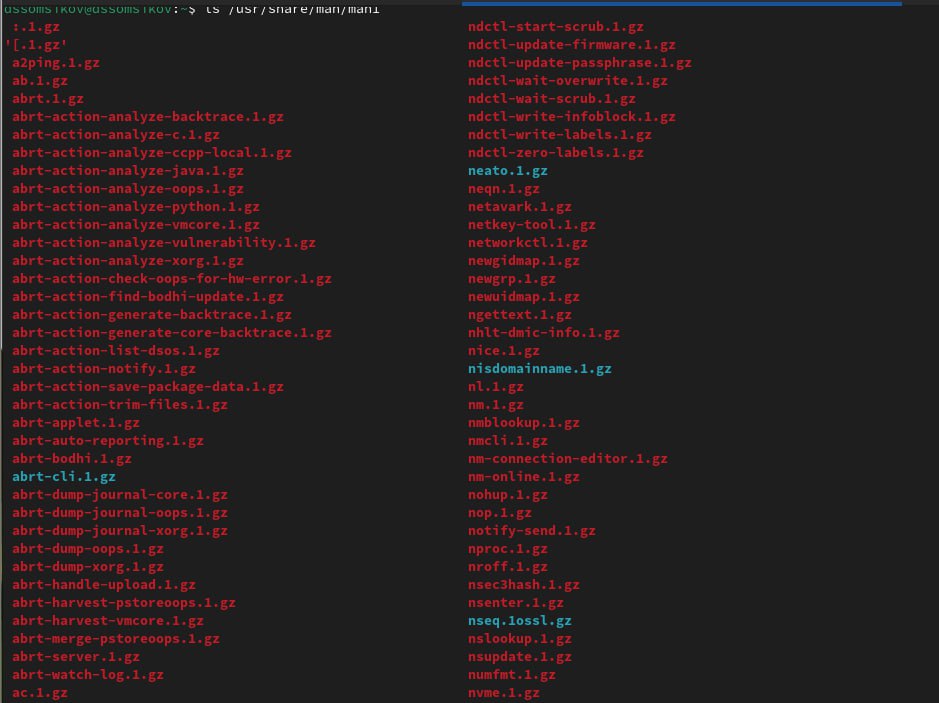 dssomsikov@dssomsikov:~$ ls /usr/share/man/man1
:.1.gz
'[.1.gz'
a2ping.1.gz
ab.1.gz
abrt.1.gz
abrt-action-analyze-backtrace.1.gz
abrt-action-analyze-c.1.gz
abrt-action-analyze-ccpp-local.1.gz
abrt-action-analyze-java.1.gz
abrt-action-analyze-oops.1.gz
abrt-action-analyze-python.1.gz
abrt-action-analyze-vmcore.1.gz
abrt-action-analyze-vulnerability.1.gz
abrt-action-analyze-xorg.1.gz
abrt-action-check-oops-for-hw-error.1.gz
abrt-action-find-bodhi-update.1.gz
abrt-action-generate-backtrace.1.gz
abrt-action-generate-core-backtrace.1.gz
abrt-action-list-dsos.1.gz
abrt-action-notify.1.gz
abrt-action-save-package-data.1.gz
abrt-action-trim-files.1.gz
abrt-applet.1.gz
abrt-auto-reporting.1.gz
abrt-bodhi.1.gz
abrt-cli.1.gz
abrt-dump-journal-core.1.gz
abrt-dump-journal-oops.1.gz
abrt-dump-journal-xorg.1.gz
abrt-dump-oops.1.gz
abrt-dump-xorg.1.gz
abrt-handle-upload.1.gz
abrt-harvest-pstoreoops.1.gz
abrt-harvest-vmcore.1.gz
abrt-merge-pstoreoops.1.gz
abrt-server.1.gz
abrt-watch-log.1.gz
ac.1.gz
ndctl-start-scrub.1.gz
ndctl-update-firmware.1.gz
ndctl-update-passphrase.1.gz
ndctl-wait-overwrite.1.gz
ndctl-wait-scrub.1.gz
ndctl-write-infoblock.1.gz
ndctl-write-labels.1.gz
ndctl-zero-labels.1.gz
neato.1.gz
neqn.1.gz
netavark.1.gz
netkey-tool.1.gz
networkctl.1.gz
newgidmap.1.gz
newgrp.1.gz
newuidmap.1.gz
ngettext.1.gz
nhlt-dmic-info.1.gz
nice.1.gz
nisdomainname.1.gz
nl.1.gz
nm.1.gz
nmblookup.1.gz
nmcli.1.gz
nm-connection-editor.1.gz
nm-online.1.gz
nohup.1.gz
nop.1.gz
notify-send.1.gz
nproc.1.gz
nroff.1.gz
nsec3hash.1.gz
nsenter.1.gz
nseq.1ossl.gz
nslookup.1.gz
nsupdate.1.gz
numfmt.1.gz
nvme.1.gz